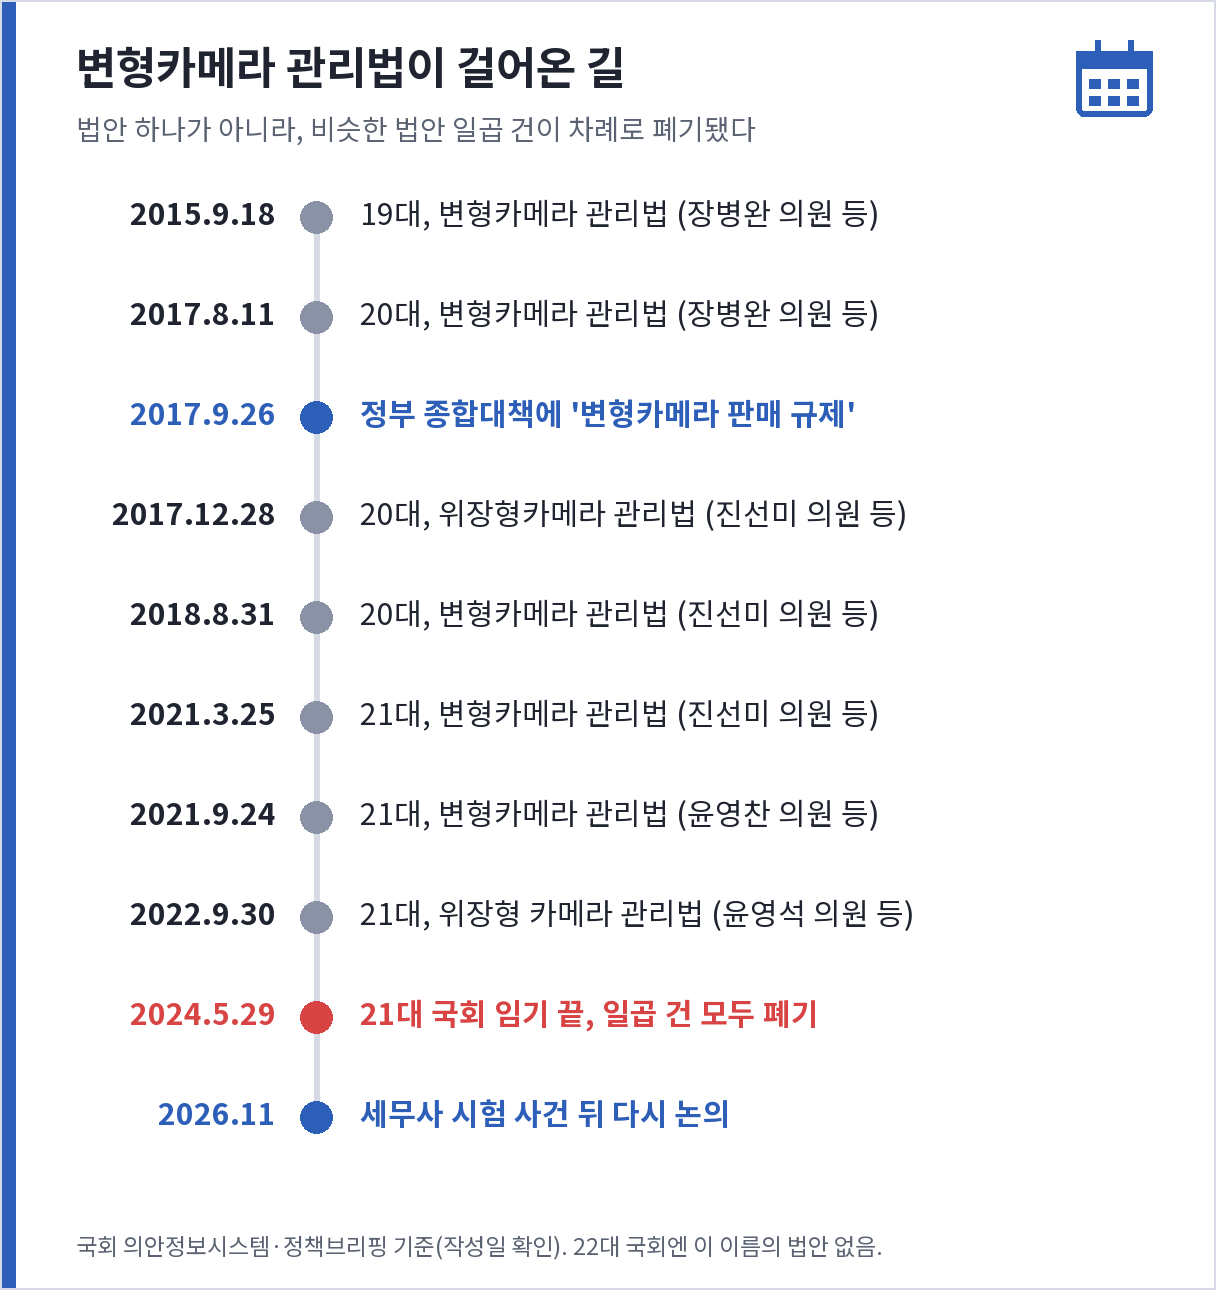 변형카메라 관리법이 걸어온 길
법안 하나가 아니라, 비슷한 법안 일곱 건이 차례로 폐기됐다
2015.9.18 19대, 변형카메라 관리법 (장병완 의원 등)
2017.8.11 20대, 변형카메라 관리법 (장병완 의원 등)
2017.9.26 정부 종합대책에 '변형카메라 판매 규제'
2017.12.28 20대, 위장형카메라 관리법 (진선미 의원 등)
2018.8.31 20대, 변형카메라 관리법 (진선미 의원 등)
2021.3.25 21대, 변형카메라 관리법 (진선미 의원 등)
2021.9.24 21대, 변형카메라 관리법 (윤영찬 의원 등)
2022.9.30 21대, 위장형 카메라 관리법 (윤영석 의원 등)
2024.5.29 21대 국회 임기 끝, 일곱 건 모두 폐기
2026.11 세무사 시험 사건 뒤 다시 논의
국회 의안정보시스템·정책브리핑 기준(작성일 확인). 22대 국회엔 이 이름의 법안 없음.